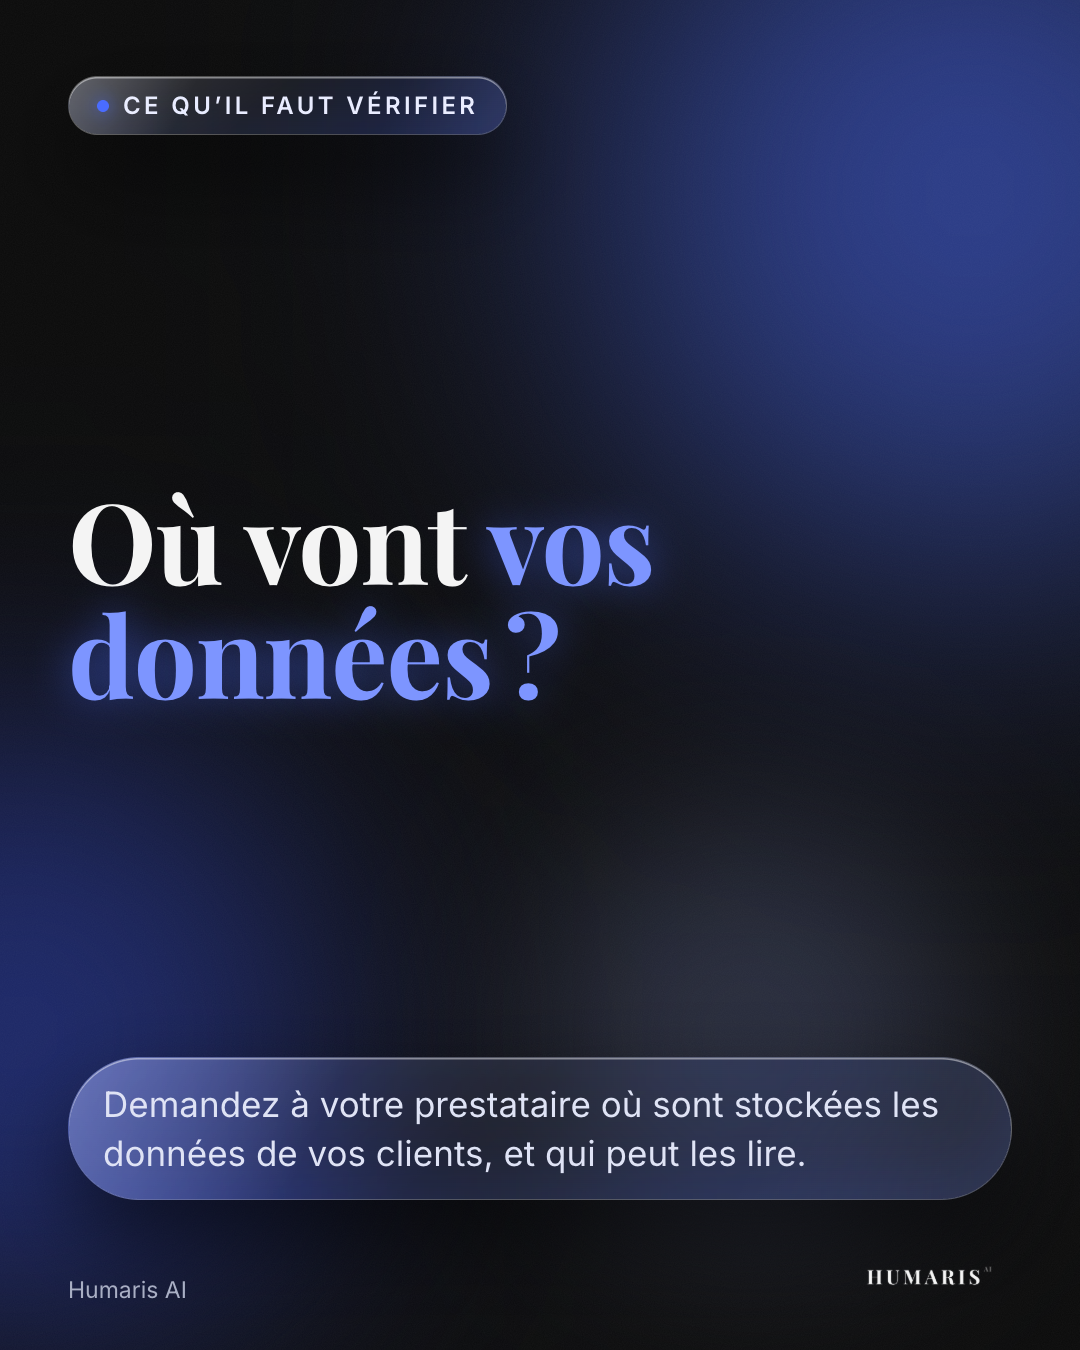 CE QU’IL FAUT VÉRIFIER
Où vont vos
données ?
Demandez à votre prestataire où sont stockées les
données de vos clients, et qui peut les lire.
Humaris AI
HUMARIS AI